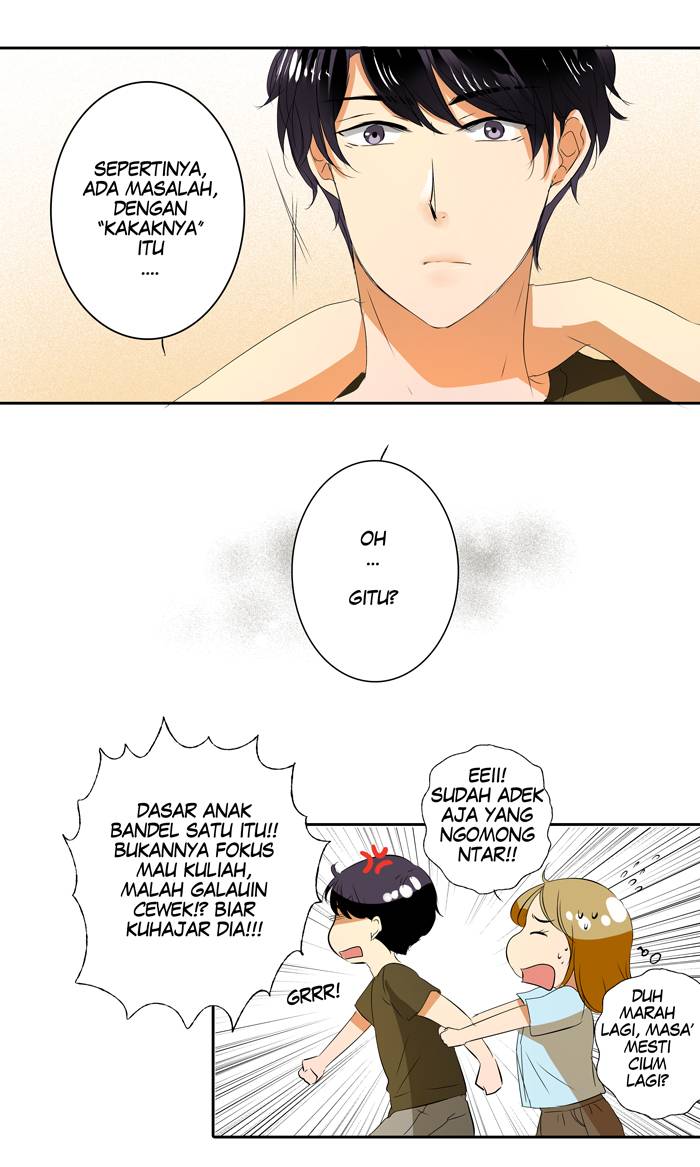 SEPERTINYA,
ADA MASALAH,
DENGAN
"KAKAKNYA"
ITU
....
OH
...
GITU?
DASAR ANAK
BANDEL SATU ITU!!
BUKANNYA FOKUS
MAU KULIAH,
MALAH GALAUIN
CEWEK!? BIAR
KUHAJAR DIA!!!
EEII!
SUDAH ADEK
AJA YANG
NGOMONG
NTAR!!
GRRR!
DUH
MARAH
LAGI, MASA'
MESTI
CIUM
LAGI?